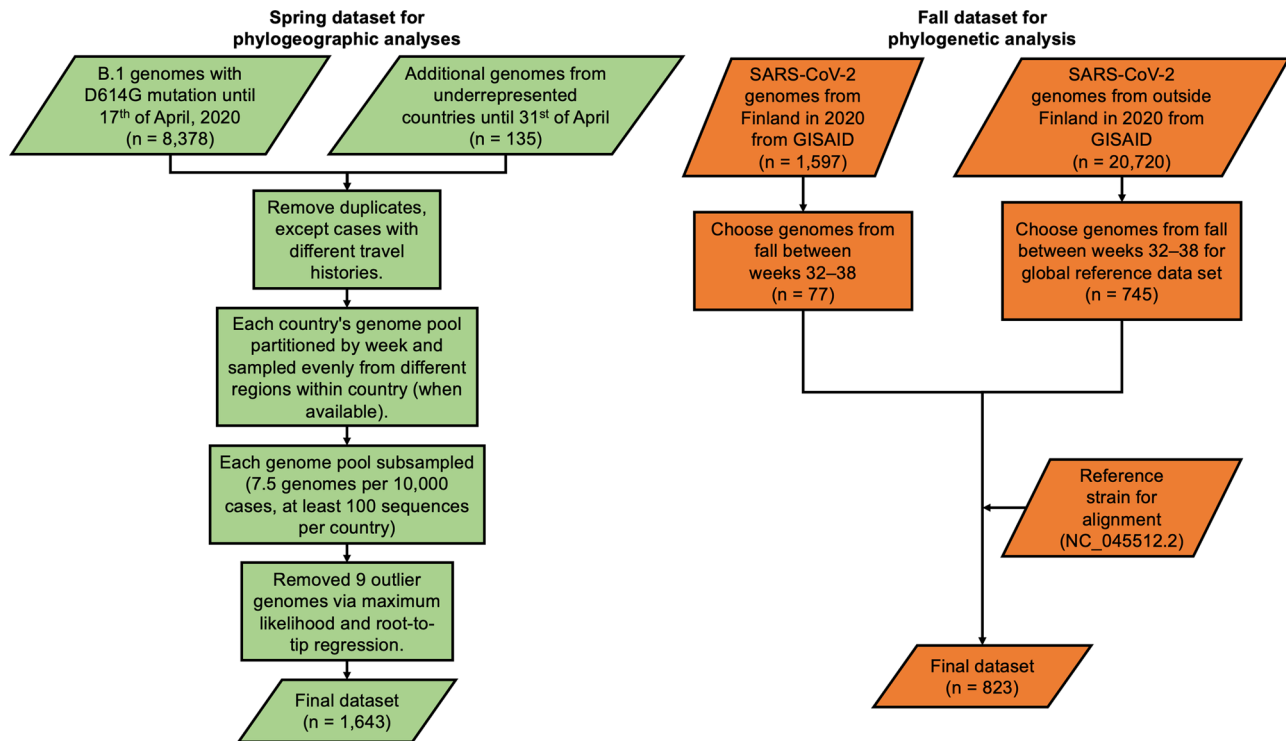 Spring dataset for
phylogeographic analyses
B.1 genomes with
D614G mutation until
17th of April, 2020
(n = 8,378)
Additional genomes from
underrepresented
countries until 31st of April
(n = 135)
Remove duplicates,
except cases with
different travel
histories.
Each country's genome pool
partitioned by week and
sampled evenly from different
regions within country (when
available).
Each genome pool subsampled
(7.5 genomes per 10,000
cases, at least 100 sequences
per country)
Removed 9 outlier
genomes via maximum
likelihood and root-to-
tip regression.
Final dataset
(n = 1,643)
Fall dataset for
phylogenetic analysis
SARS-CoV-2
genomes from
Finland in 2020
from GISAID
(n = 1,597)
SARS-CoV-2
genomes from outside
Finland in 2020 from
GISAID
(n = 20,720)
Choose genomes from
fall between
weeks 32–38
(n = 77)
Choose genomes from fall
between weeks 32–38 for
global reference data set
(n = 745)
Reference
strain for
alignment
(NC_045512.2)
Final dataset
(n = 823)